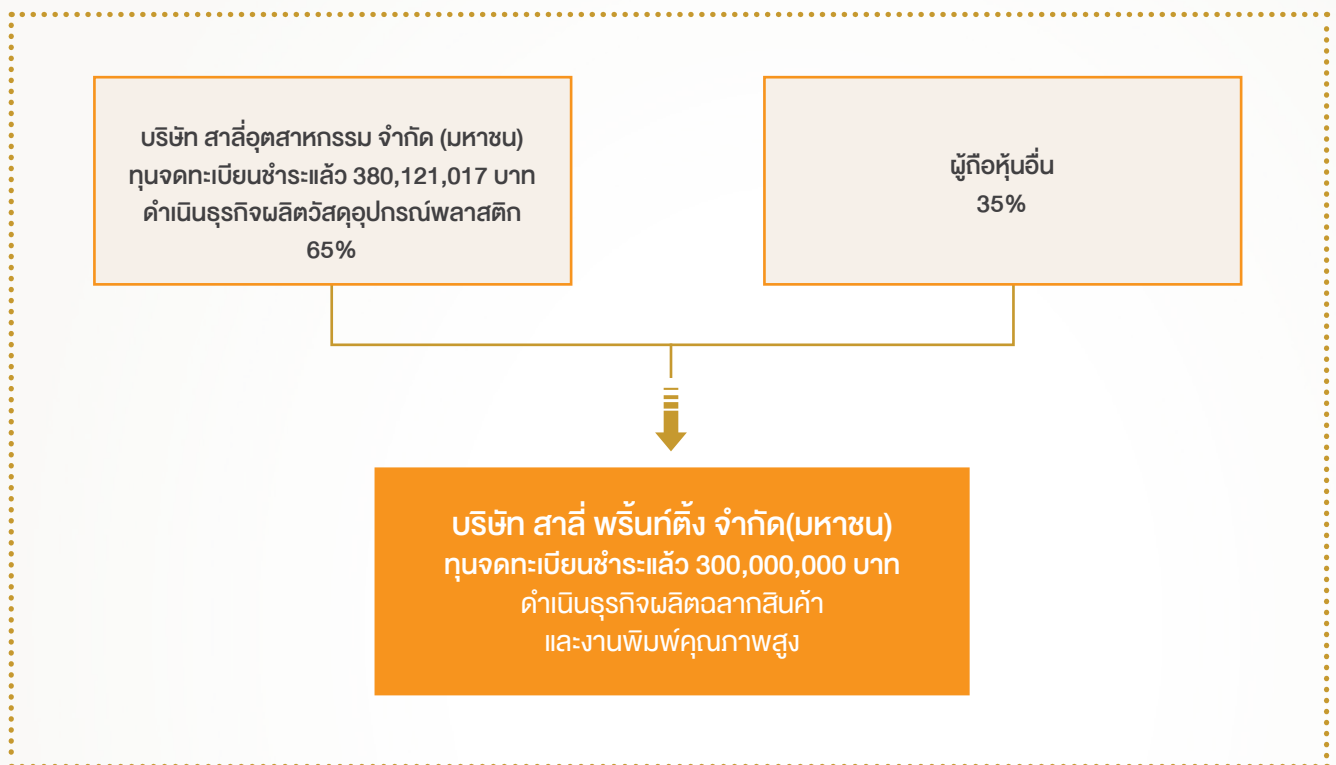 บริษัท สาลี่อุตสาหกรรม จำกัด (มหาชน)
ทุนจดทะเบียนชำระแล้ว 380,121,017 บาท
ดำเนินธุรกิจผลิตวัสดุอุปกรณ์พลาสติก
65%
ผู้ถือหุ้นอื่น
35%
บริษัท สาลี่ พริ้นท์ติ้ง จำกัด(มหาชน)
ทุนจดทะเบียนชำระแล้ว 300,000,000 บาท
ดำเนินธุรกิจผลิตฉลากสินค้า
และงานพิมพ์คุณภาพสูง